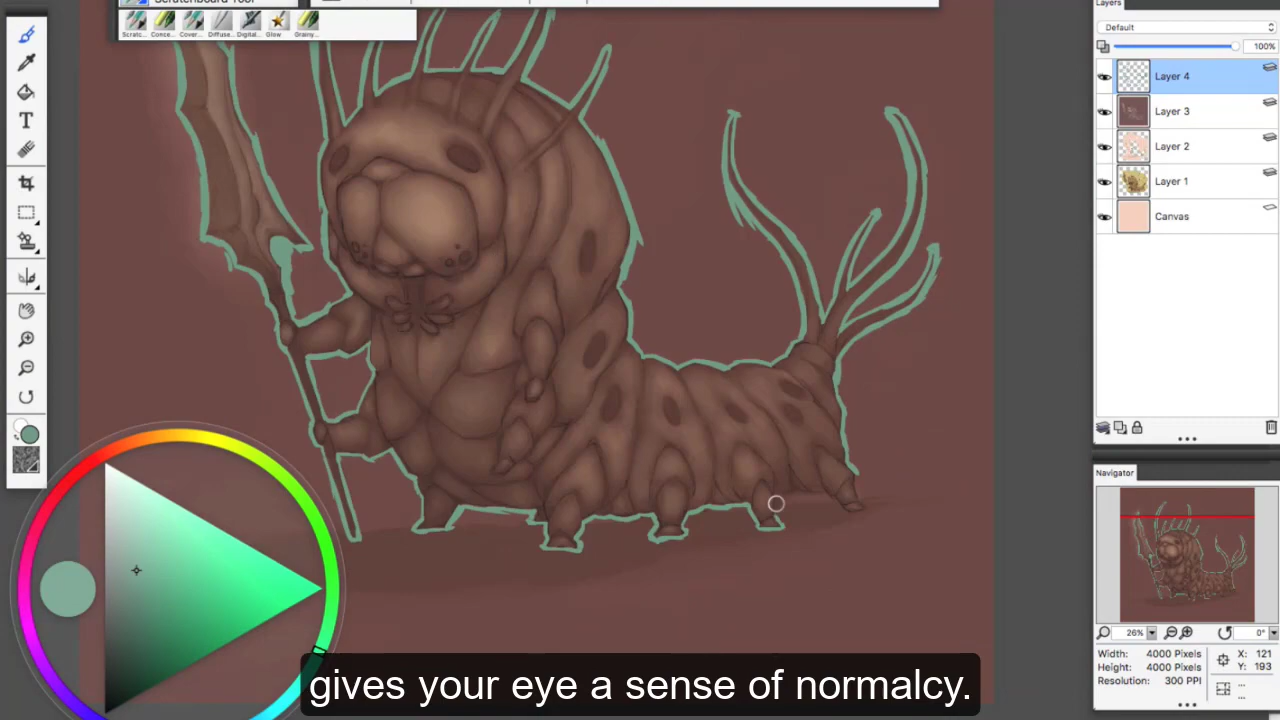 Scratchboard Tool
Scratc... Conce... Cover... Diffuse... Digital... Glow Grainy...
Layers
Default
100%
Layer 4
Layer 3
Layer 2
Layer 1
Canvas
Navigator
26%
0°
Width: 4000 Pixels
Height: 4000 Pixels
Resolution: 300 PPI
X: 121
Y: 193
gives your eye a sense of normalcy.